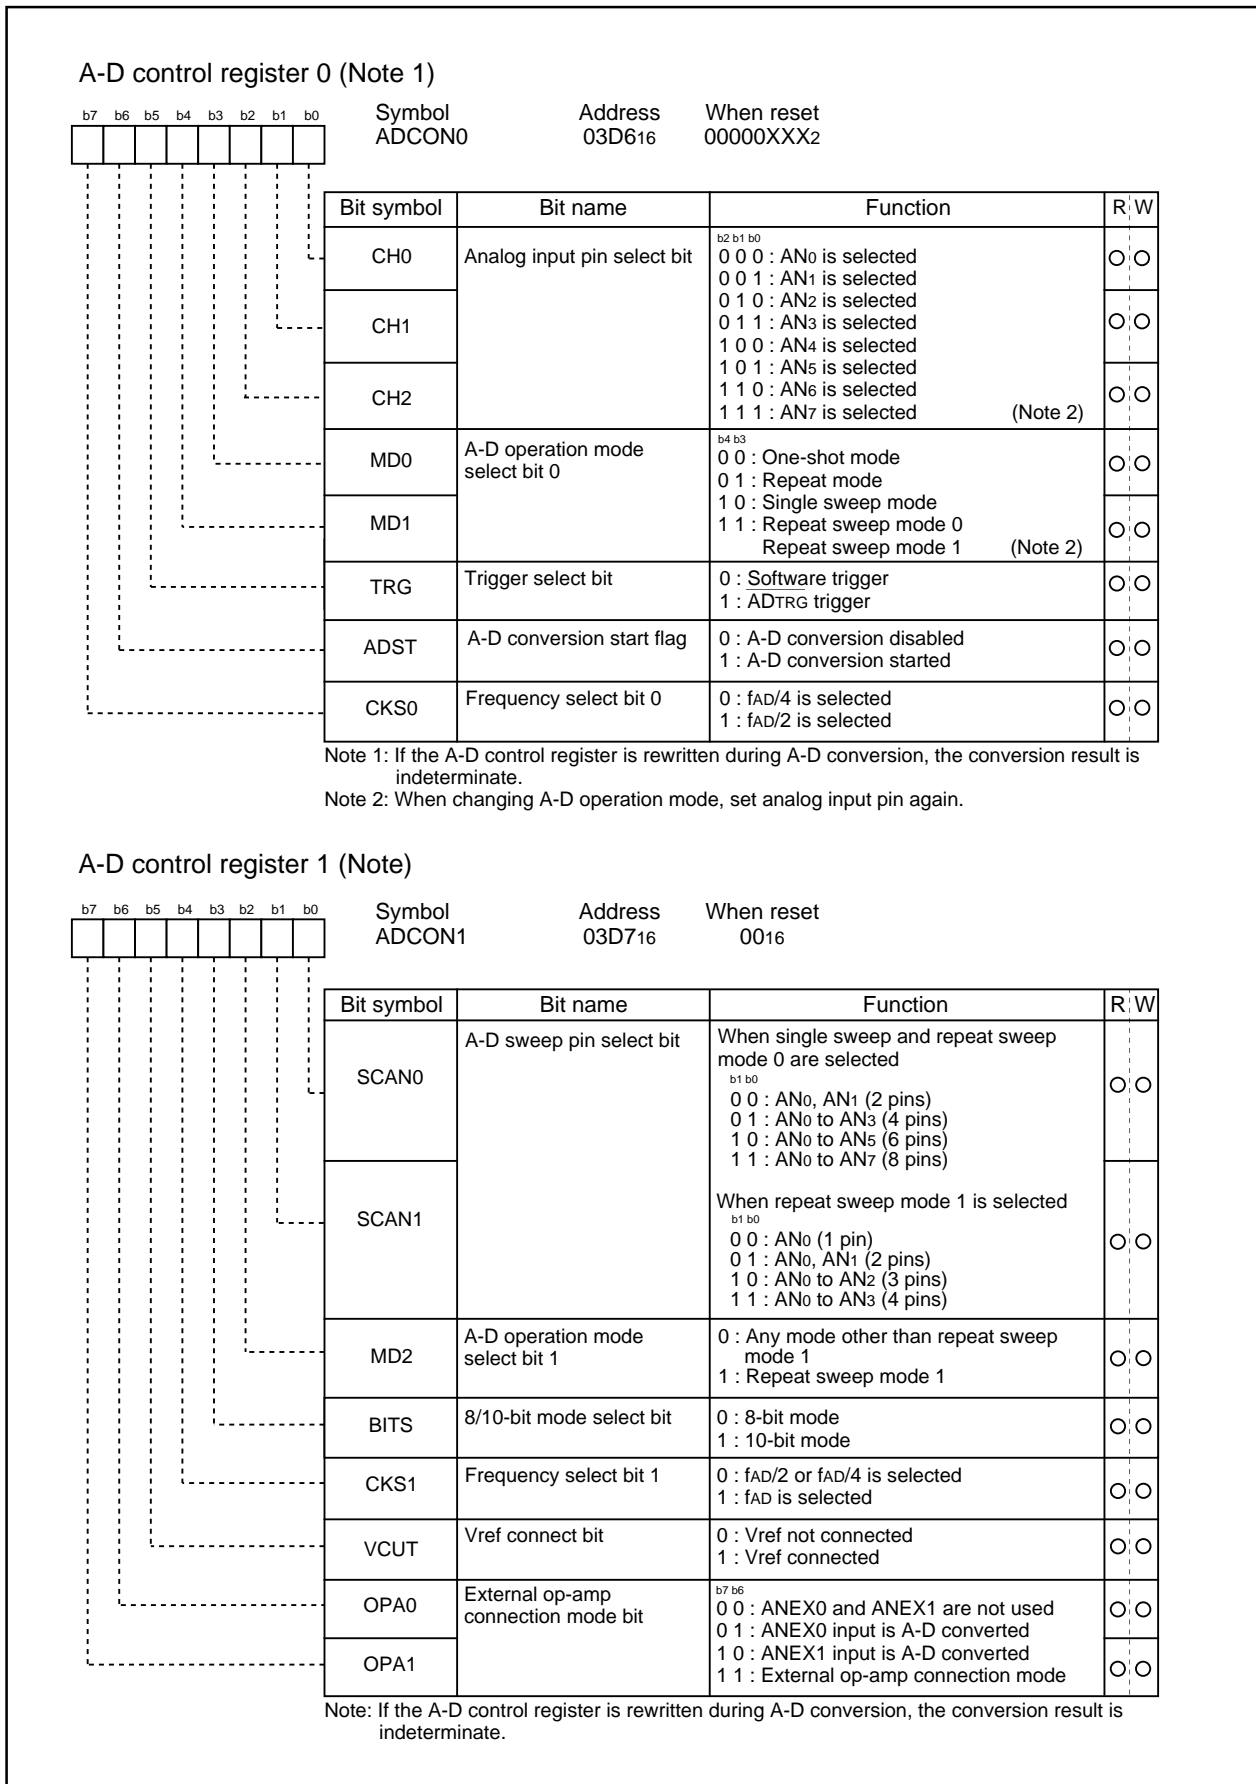 A-D control register 0 (Note 1)
b7 b6 b5 b4 b3 b2 b1 b0
Symbol Address When reset
ADCON0 03D616 00000XXX2
Bit symbol Bit name Function R W
CH0 Analog input pin select bit
b2 b1 b0
0 0 0 : AN0 is selected
0 0 1 : AN1 is selected
0 1 0 : AN2 is selected
CH1
0 1 1 : AN3 is selected
1 0 0 : AN4 is selected
1 0 1 : AN5 is selected
CH2
1 1 0 : AN6 is selected
1 1 1 : AN7 is selected (Note 2)
MD0 A-D operation mode
select bit 0
b4 b3
0 0 : One-shot mode
0 1 : Repeat mode
1 0 : Single sweep mode
MD1
1 1 : Repeat sweep mode 0
Repeat sweep mode 1 (Note 2)
TRG Trigger select bit
0 : Software trigger
1 : ADTRG trigger
ADST A-D conversion start flag
0 : A-D conversion disabled
1 : A-D conversion started
CKS0 Frequency select bit 0
0 : fAD/4 is selected
1 : fAD/2 is selected
Note 1: If the A-D control register is rewritten during A-D conversion, the conversion result is
indeterminate.
Note 2: When changing A-D operation mode, set analog input pin again.
A-D control register 1 (Note)
b7 b6 b5 b4 b3 b2 b1 b0
Symbol Address When reset
ADCON1 03D716 0016
Bit symbol Bit name Function R W
SCAN0 A-D sweep pin select bit
When single sweep and repeat sweep
mode 0 are selected
b1 b0
0 0 : AN0, AN1 (2 pins)
0 1 : AN0 to AN3 (4 pins)
1 0 : AN0 to AN5 (6 pins)
1 1 : AN0 to AN7 (8 pins)
SCAN1
When repeat sweep mode 1 is selected
b1 b0
0 0 : AN0 (1 pin)
0 1 : AN0, AN1 (2 pins)
1 0 : AN0 to AN2 (3 pins)
1 1 : AN0 to AN3 (4 pins)
MD2 A-D operation mode
select bit 1
0 : Any mode other than repeat sweep
mode 1
1 : Repeat sweep mode 1
BITS 8/10-bit mode select bit
0 : 8-bit mode
1 : 10-bit mode
CKS1 Frequency select bit 1
0 : fAD/2 or fAD/4 is selected
1 : fAD is selected
VCUT Vref connect bit
0 : Vref not connected
1 : Vref connected
OPA0 External op-amp
connection mode bit
b7 b6
0 0 : ANEX0 and ANEX1 are not used
0 1 : ANEX0 input is A-D converted
OPA1
1 0 : ANEX1 input is A-D converted
1 1 : External op-amp connection mode
Note: If the A-D control register is rewritten during A-D conversion, the conversion result is
indeterminate.